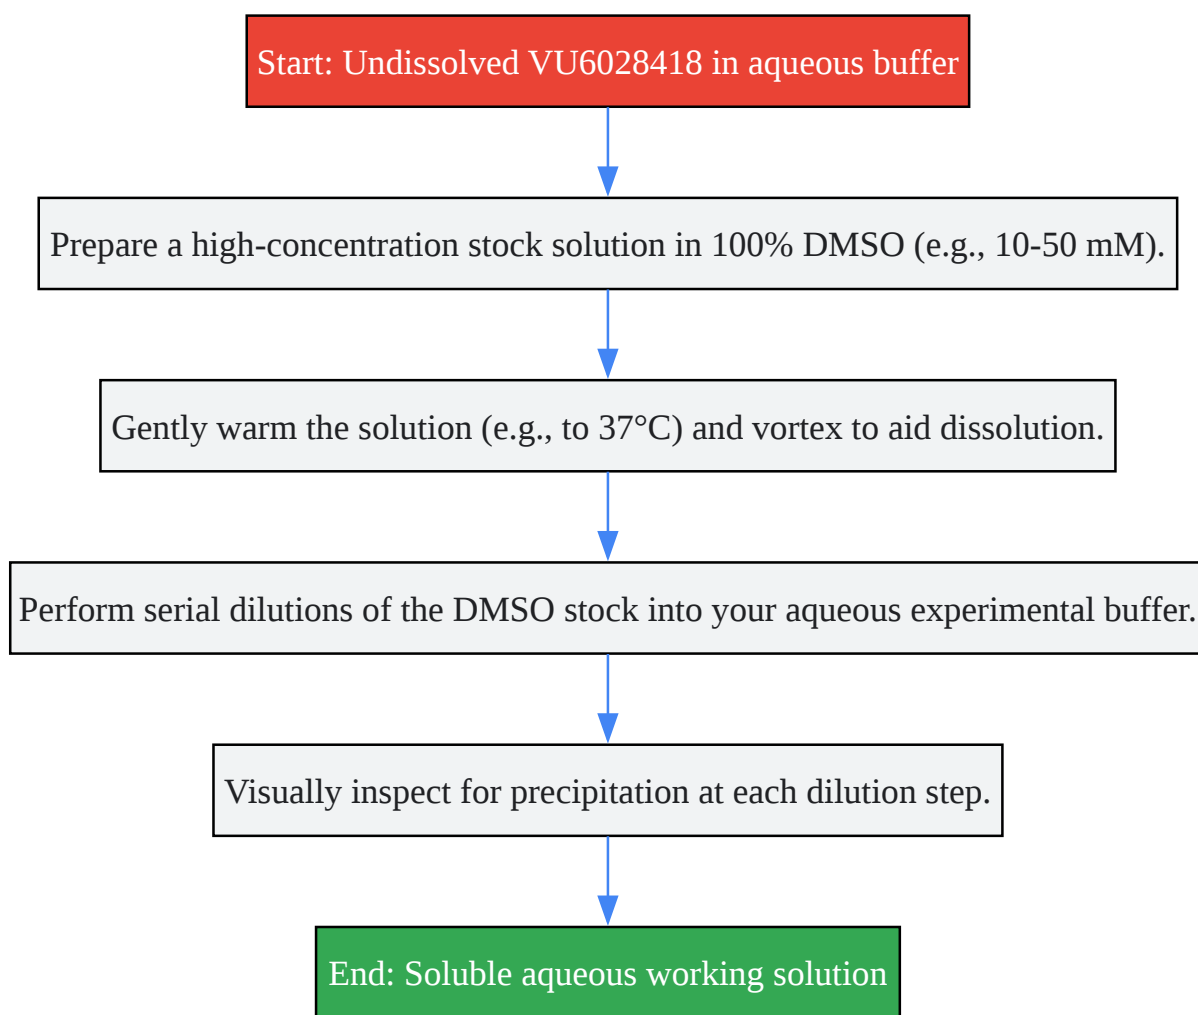 Start: Undissolved VU6028418 in aqueous buffer
Prepare a high-concentration stock solution in 100% DMSO (e.g., 10-50 mM).
Gently warm the solution (e.g., to 37°C) and vortex to aid dissolution.
Perform serial dilutions of the DMSO stock into your aqueous experimental buffer.
Visually inspect for precipitation at each dilution step.
End: Soluble aqueous working solution